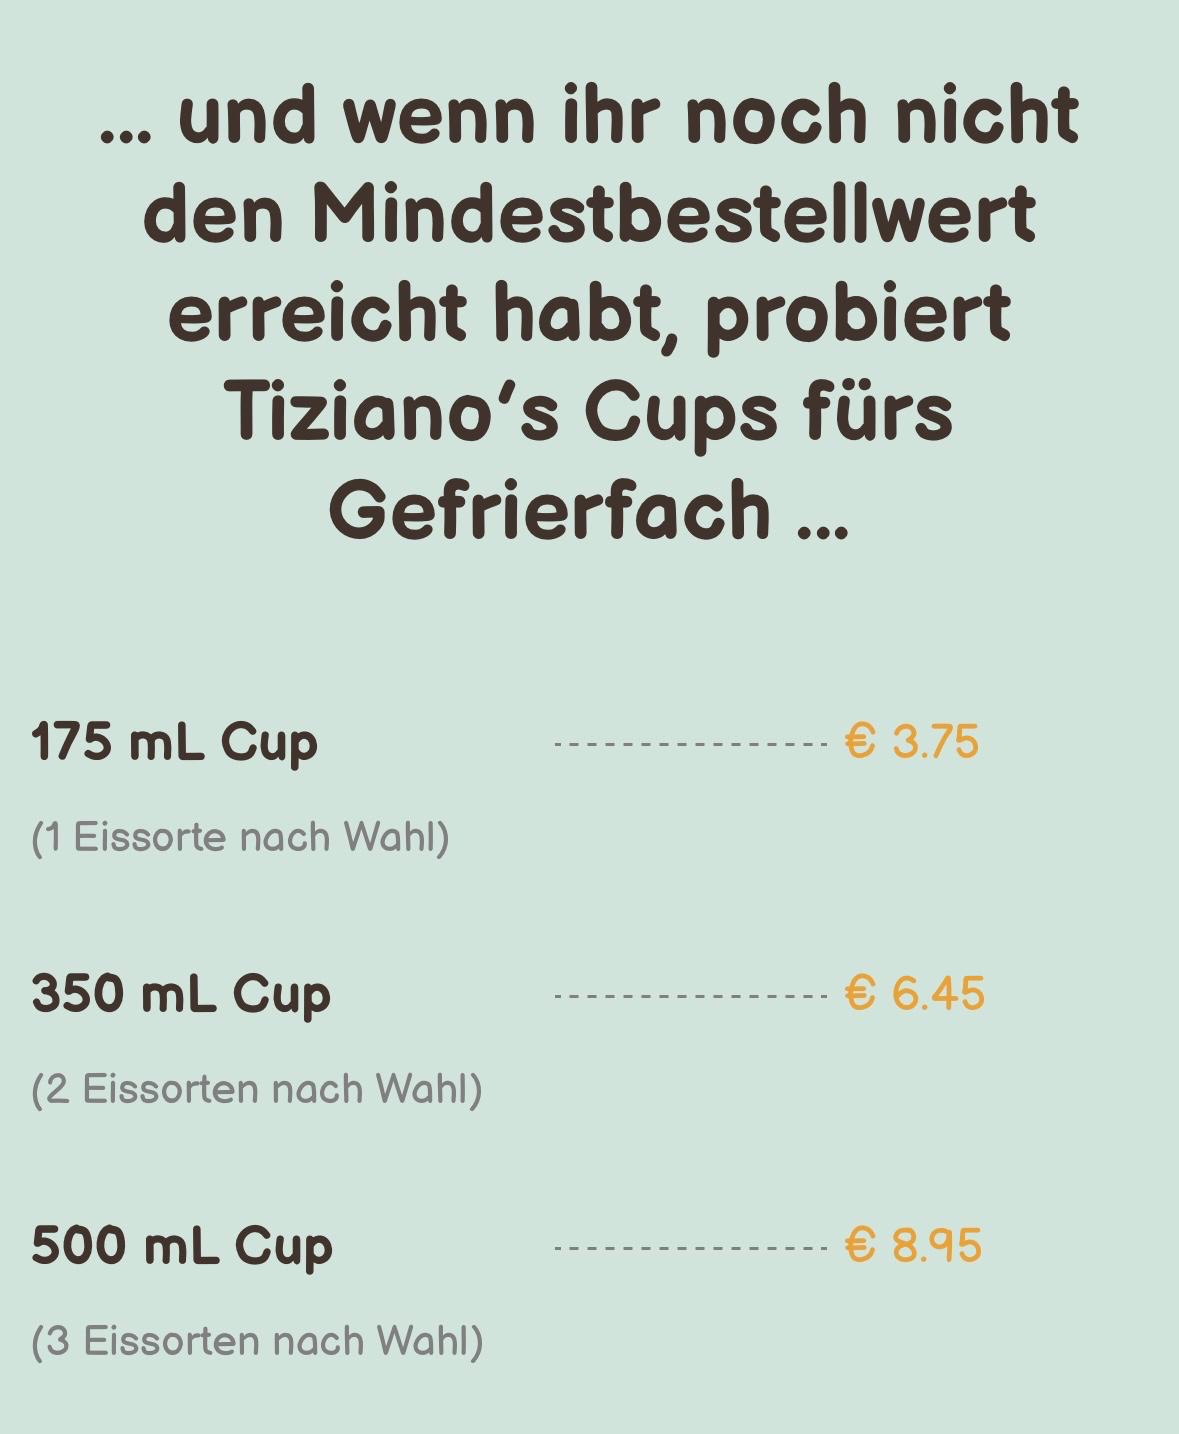 ... und wenn ihr noch nicht
den Mindestbestellwert
erreicht habt, probiert
Tiziano’s Cups fürs
Gefrierfach ...
175 mL Cup € 3.75
(1 Eissorte nach Wahl)
350 mL Cup € 6.45
(2 Eissorten nach Wahl)
500 mL Cup € 8.95
(3 Eissorten nach Wahl)